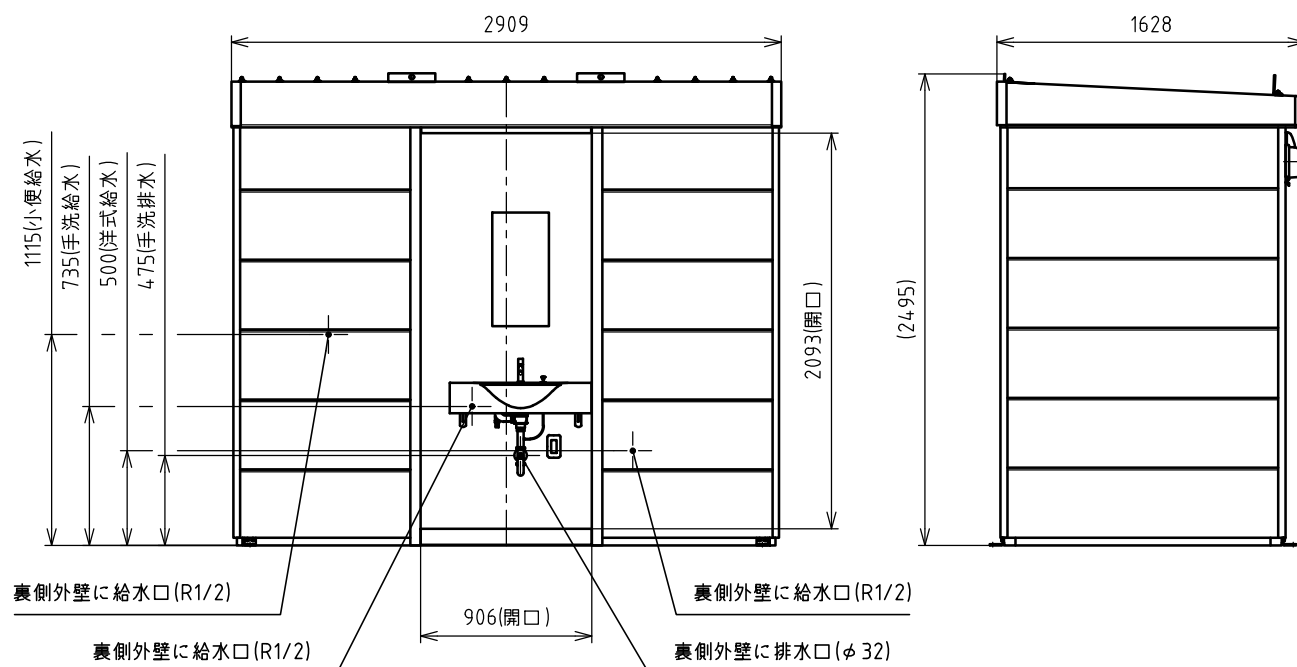 2909
1628
1115(小便給水)
735(手洗給水)
500(洋式給水)
475(手洗排水)
2093(開口)
(2495)
裏側外壁に給水口(R1/2)
裏側外壁に給水口(R1/2)
906(開口)
裏側外壁に給水口(R1/2)
裏側外壁に排水口(φ32)